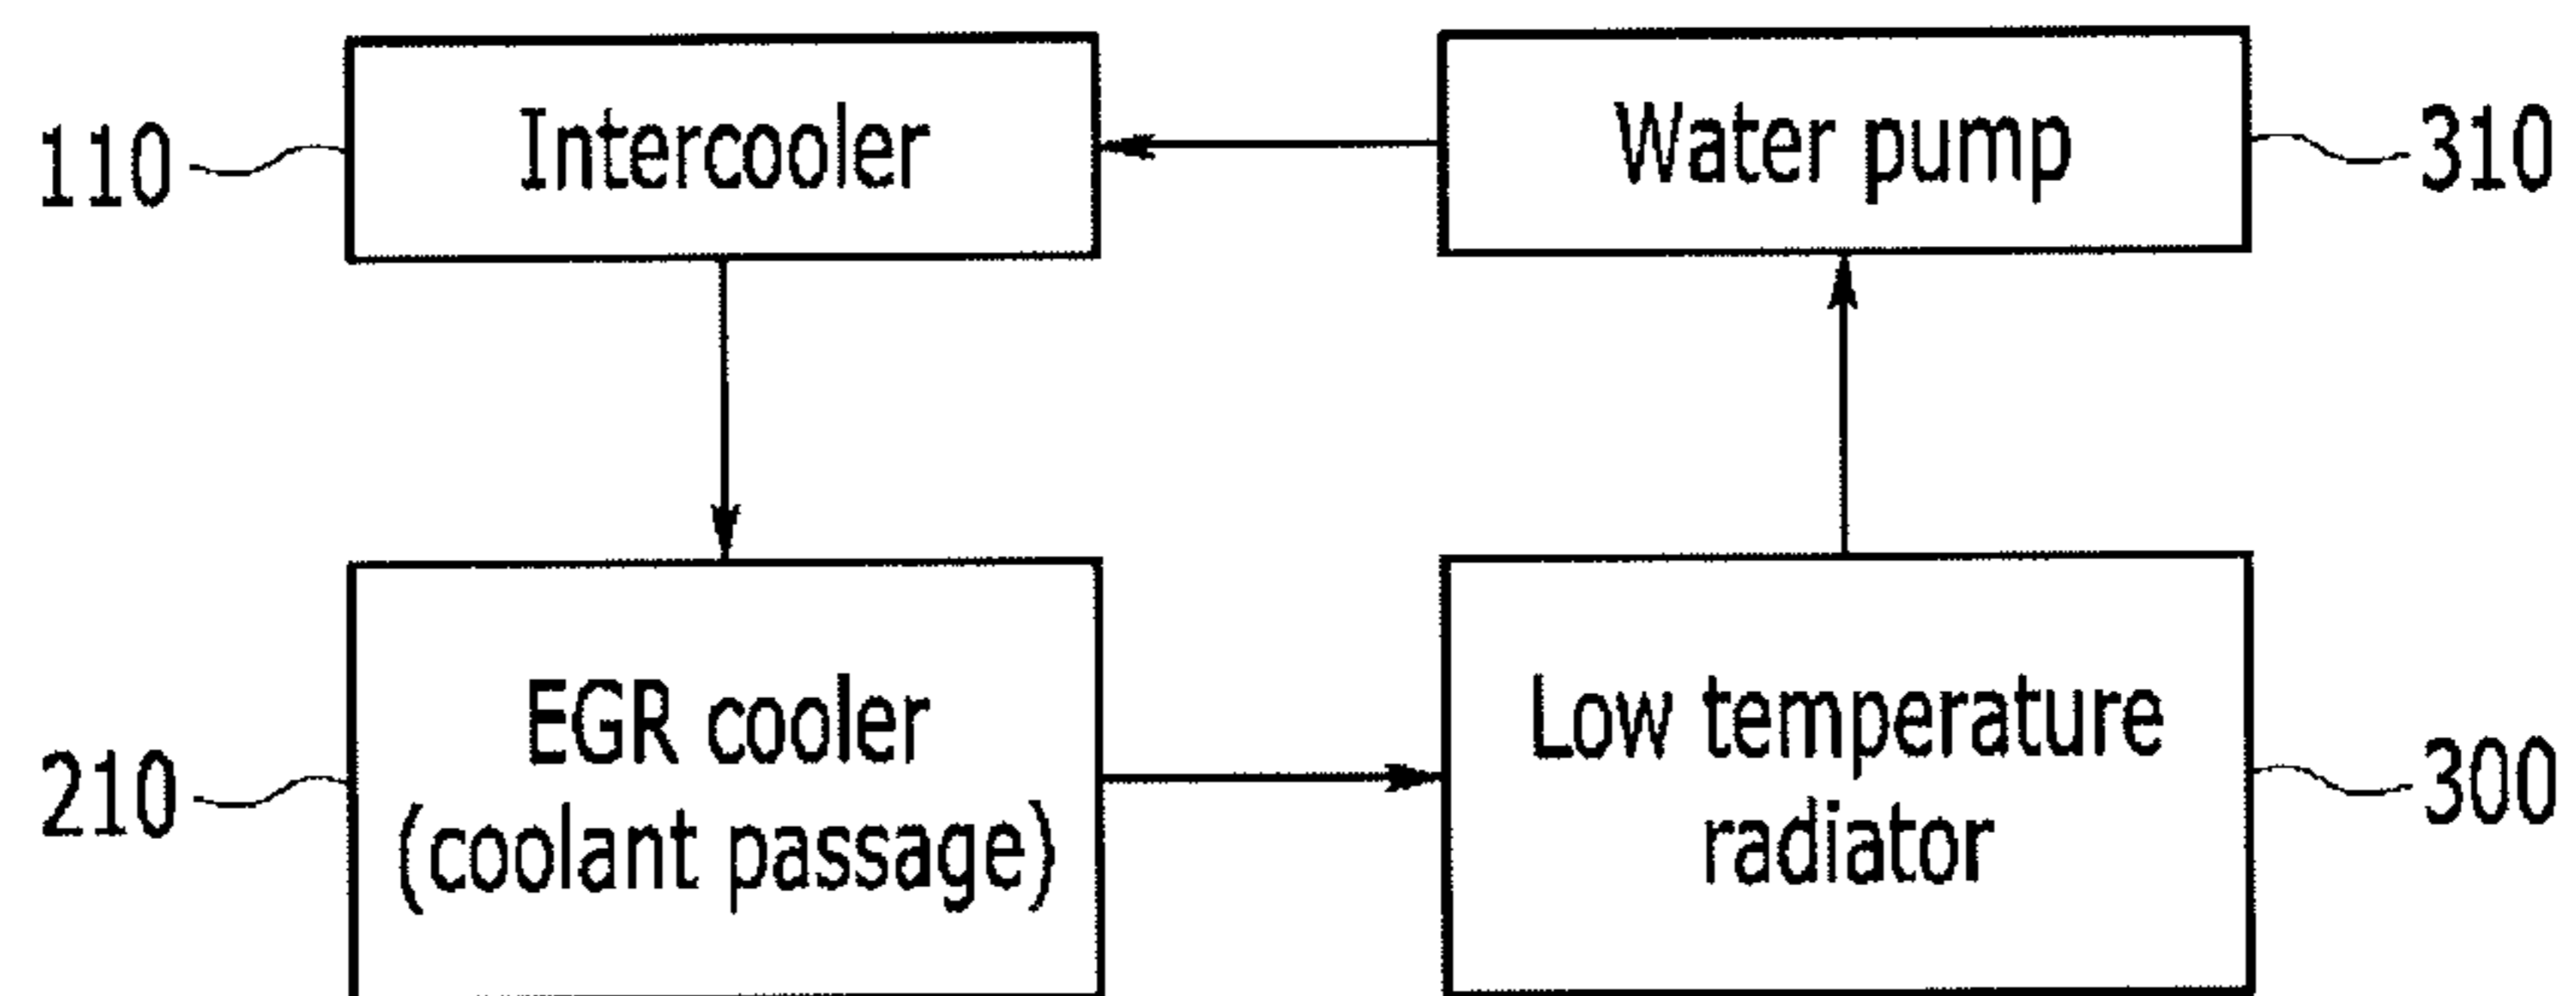 110
Intercooler
Water pump
310
210
EGR cooler
(coolant passage)
Low temperature
radiator
300